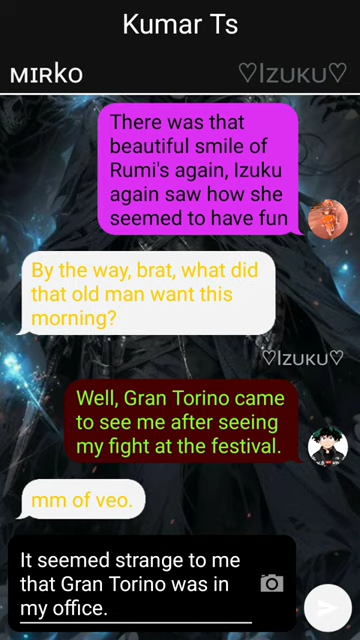 Kumar Ts
MIRKO
♡IZUKU♡
There was that
beautiful smile of
Rumi's again, Izuku
again saw how she
seemed to have fun
By the way, brat, what did
that old man want this
morning?
♡IZUKU♡
Well, Gran Torino came
to see me after seeing
my fight at the festival.
mm of veo.
It seemed strange to me
that Gran Torino was in
my office.